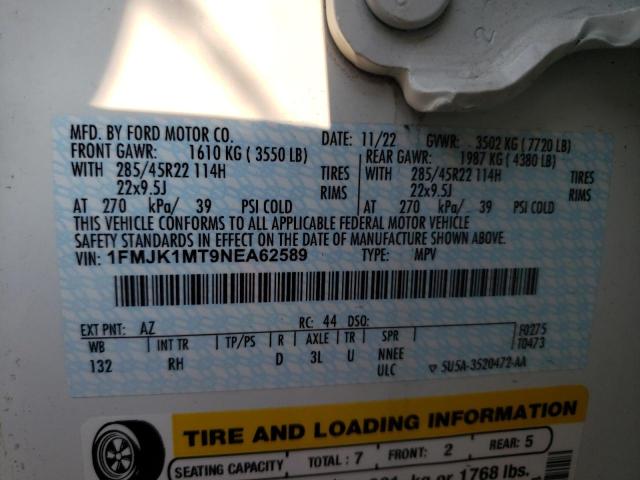 MFD. BY FORD MOTOR CO.
DATE: 11/22 GVWR: 3502 KG ( 7720 LB)
FRONT GAWR: 1610 KG ( 3550 LB) REAR GAWR: 1987 KG ( 4380 LB)
WITH 285/45R22 114H TIRES WITH 285/45R22 114H TIRES
22x9.5J RIMS 22x9.5J RIMS
AT 270 kPa/ 39 PSI COLD AT 270 kPa/ 39 PSI COLD
THIS VEHICLE CONFORMS TO ALL APPLICABLE FEDERAL MOTOR VEHICLE
SAFETY STANDARDS IN EFFECT ON THE DATE OF MANUFACTURE SHOWN ABOVE.
VIN: 1FMJK1MT9NEA62589 TYPE: MPV
EXT PNT: AZ RC: 44 DSO: F0275
WB INT TR TP/PS R AXLE TR SPR T0473
132 RH D 3L U NNEE
ULC ▽ 5U5A-3520472-AA
TIRE AND LOADING INFORMATION
SEATING CAPACITY TOTAL : 7 FRONT: 2 REAR: 5
kg or 1768 lbs.